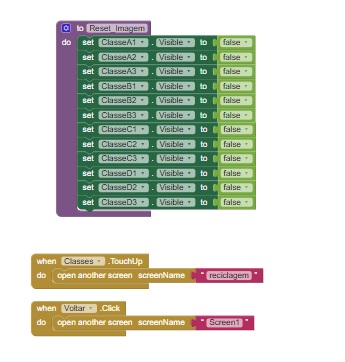 to Reset_Imagem
do set ClasseA1 . Visible to false
set ClasseA2 . Visible to false
set ClasseA3 . Visible to false
set ClasseB1 . Visible to false
set ClasseB2 . Visible to false
set ClasseB3 . Visible to false
set ClasseC1 . Visible to false
set ClasseC2 . Visible to false
set ClasseC3 . Visible to false
set ClasseD1 . Visible to false
set ClasseD2 . Visible to false
set ClasseD3 . Visible to false
when Classes .TouchUp
do open another screen screenName " reciclagem "
when Voltar .Click
do open another screen screenName " Screen1 "